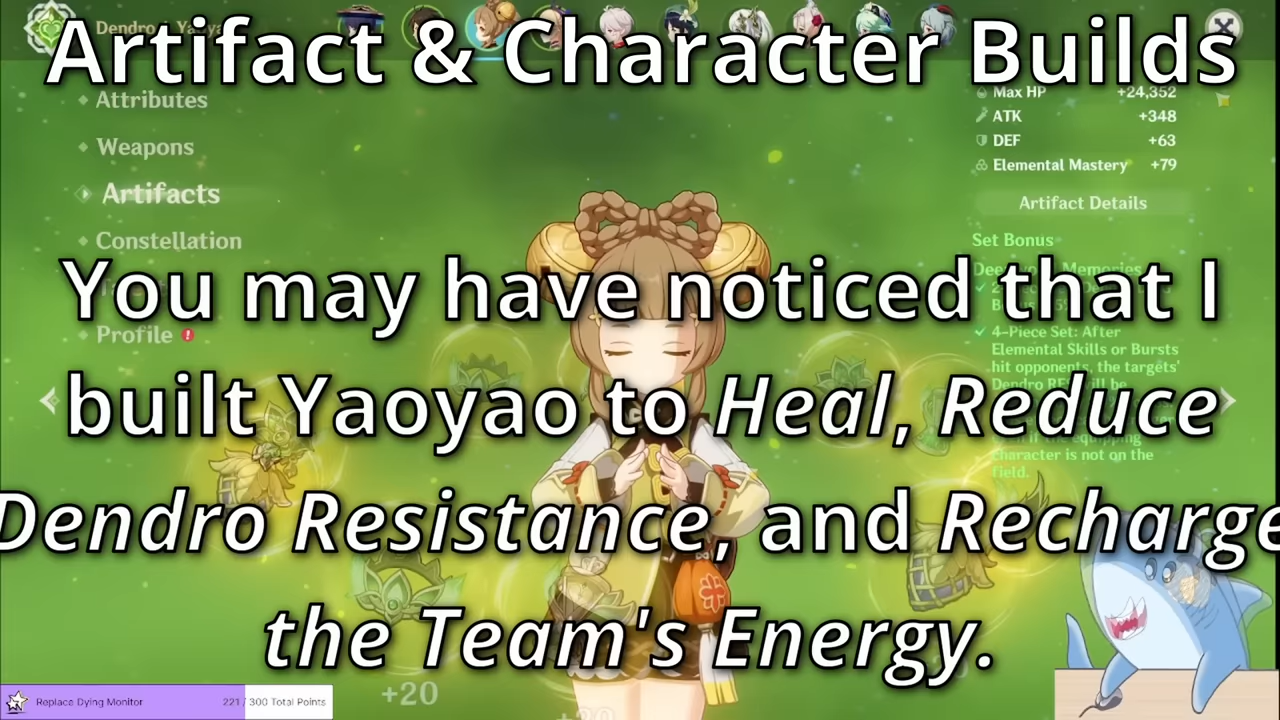 Artifact & Character Builds
Attributes
Weapons
Artifacts
Constellation
Profile
Max HP +24,352
ATK +348
DEF +63
Elemental Mastery +79
Artifact Details
Set Bonus
4-Piece Set: After
Elemental Skills or Bursts
hit opponents, the targets'
Dendro
character is not on the
field.
You may have noticed that I
built Yaoyao to Heal, Reduce
Dendro Resistance, and Recharge
the Team's Energy.
Replace Dying Monitor 221 / 300 Total Points
+20